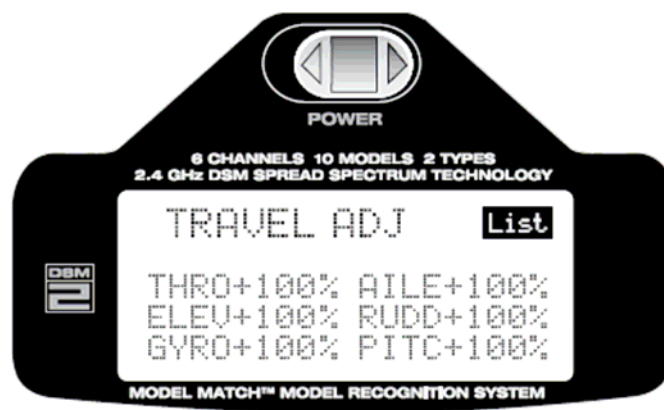 POWER
6 CHANNELS 10 MODELS 2 TYPES
2.4 GHz DSM SPREAD SPECTRUM TECHNOLOGY
TRAVEL ADJ List
DSM
2
THRO+100% AILE+100%
ELEV+100% RUDD+100%
GYRO+100% PITC+100%
MODEL MATCH™ MODEL RECOGNITION SYSTEM